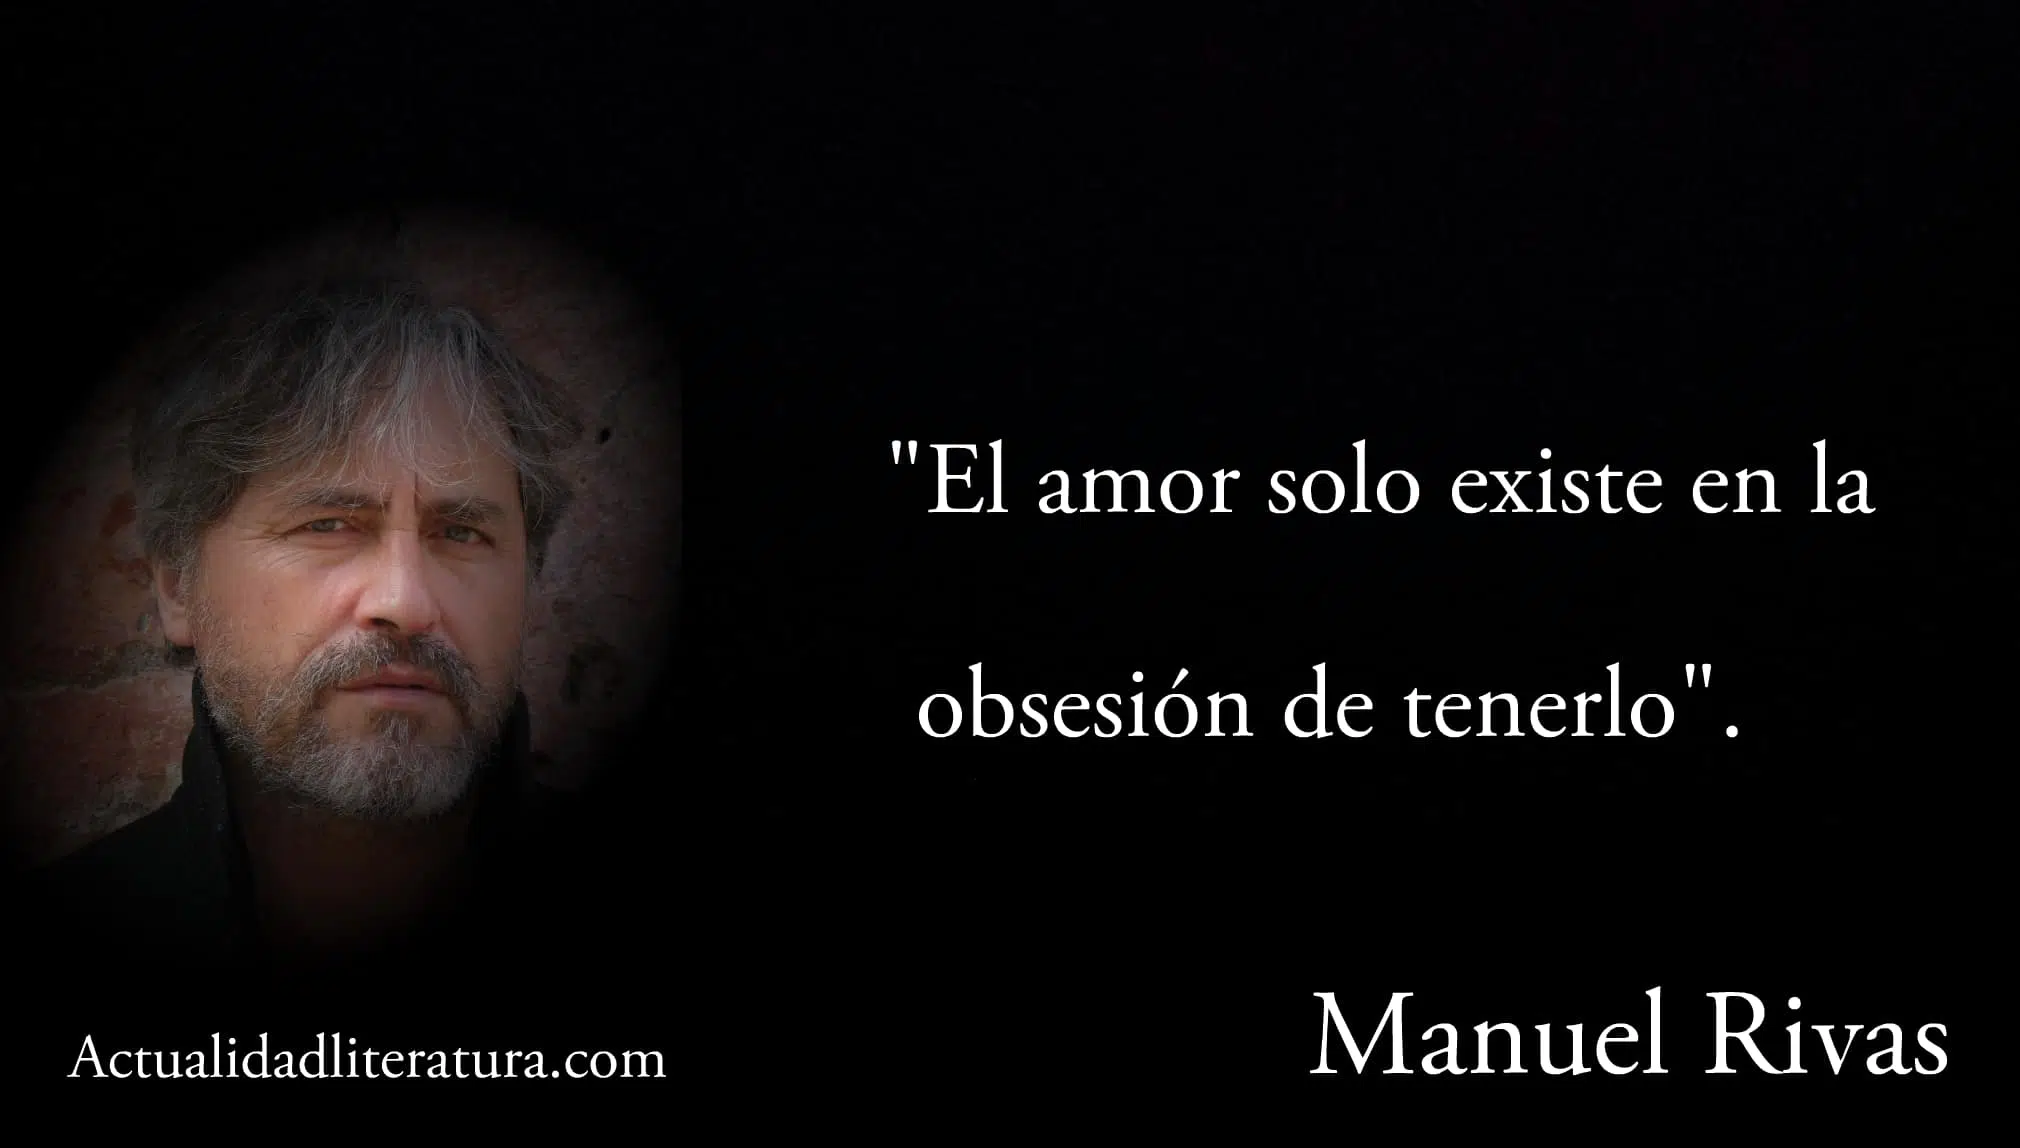 "El amor solo existe en la
obsesión de tenerlo".
Manuel Rivas
Actualidadliteratura.com